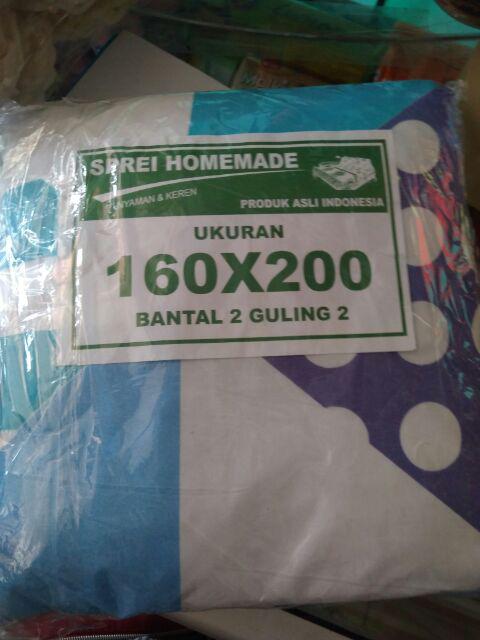 SPREI HOMEMADE
NYAMAN & KEREN
PRODUK ASLI INDONESIA
UKURAN
160X200
BANTAL 2 GULING 2